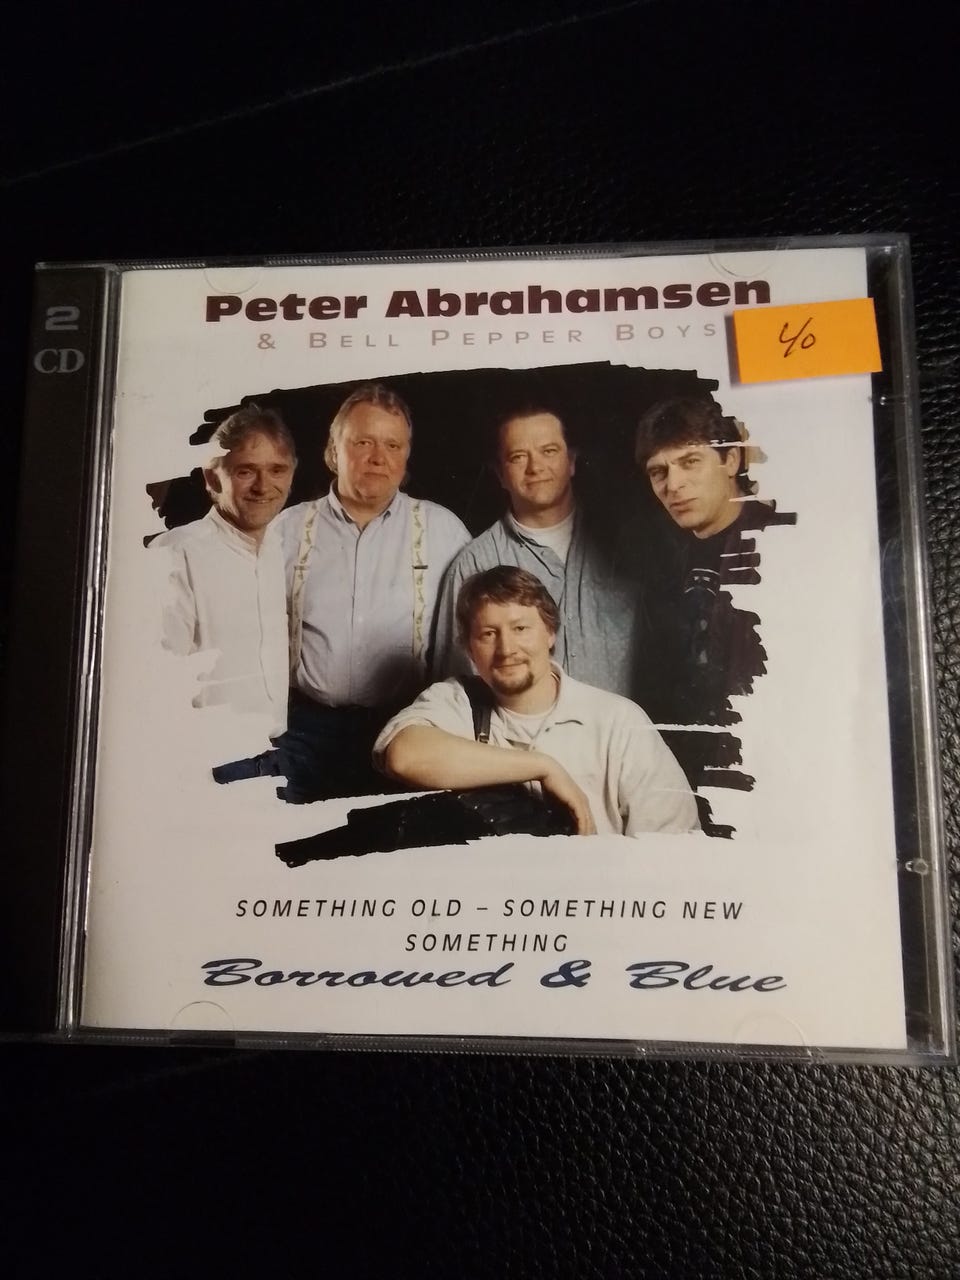 2
CD
Peter Abrahamsen
& BELL PEPPER BOYS
40
SOMETHING OLD – SOMETHING NEW
SOMETHING
Borrowed & Blue